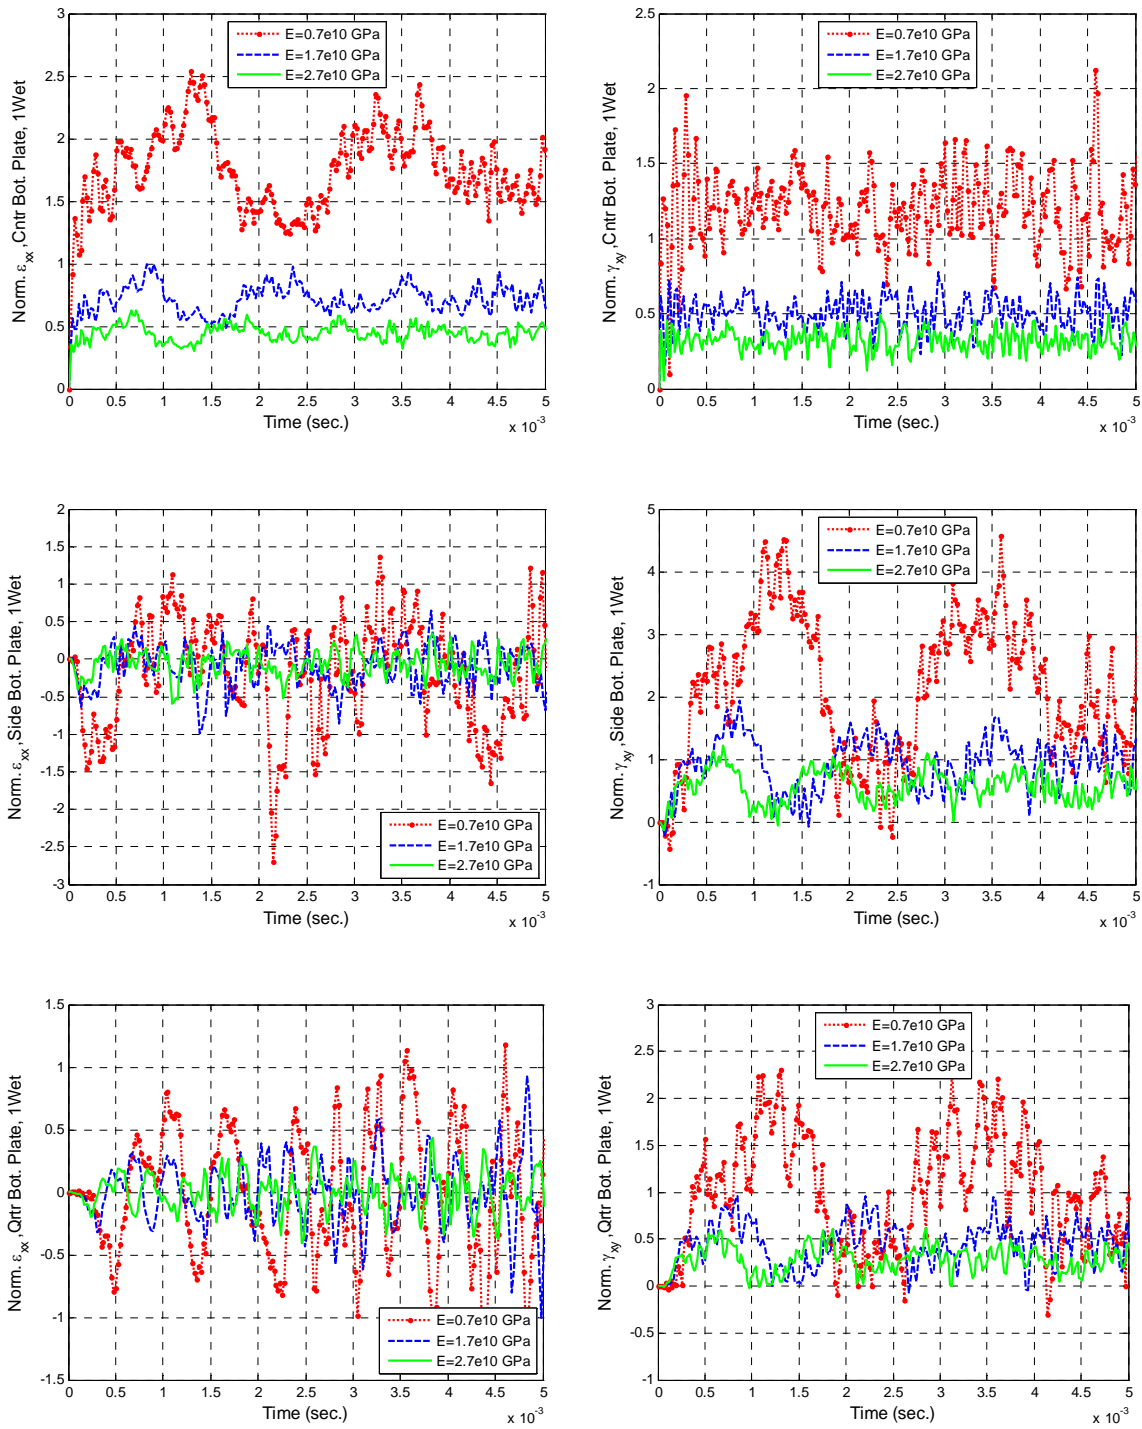 E=0.7e10 GPa
E=1.7e10 GPa
E=2.7e10 GPa
Norm. εxx,Cntr Bot. Plate, 1Wet
3
2.5
2
1.5
1
0.5
0
0 0.5 1 1.5 2 2.5 3 3.5 4 4.5 5
Time (sec.)
x 10-3
E=0.7e10 GPa
E=1.7e10 GPa
E=2.7e10 GPa
Norm. γxy,Cntr Bot. Plate, 1Wet
2.5
2
1.5
1
0.5
0
0 0.5 1 1.5 2 2.5 3 3.5 4 4.5 5
Time (sec.)
x 10-3
Norm. εxx,Side Bot. Plate, 1Wet
2
1.5
1
0.5
0
-0.5
-1
-1.5
-2
-2.5
-3
E=0.7e10 GPa
E=1.7e10 GPa
E=2.7e10 GPa
0 0.5 1 1.5 2 2.5 3 3.5 4 4.5 5
Time (sec.)
x 10-3
E=0.7e10 GPa
E=1.7e10 GPa
E=2.7e10 GPa
Norm. γxy,Side Bot. Plate, 1Wet
5
4
3
2
1
0
-1
0 0.5 1 1.5 2 2.5 3 3.5 4 4.5 5
Time (sec.)
x 10-3
Norm. εxx,Qrtr Bot. Plate, 1Wet
1.5
1
0.5
0
-0.5
-1
-1.5
E=0.7e10 GPa
E=1.7e10 GPa
E=2.7e10 GPa
0 0.5 1 1.5 2 2.5 3 3.5 4 4.5 5
Time (sec.)
x 10-3
E=0.7e10 GPa
E=1.7e10 GPa
E=2.7e10 GPa
Norm. γxy,Qrtr Bot. Plate, 1Wet
3
2.5
2
1.5
1
0.5
0
-0.5
-1
0 0.5 1 1.5 2 2.5 3 3.5 4 4.5 5
Time (sec.)
x 10-3